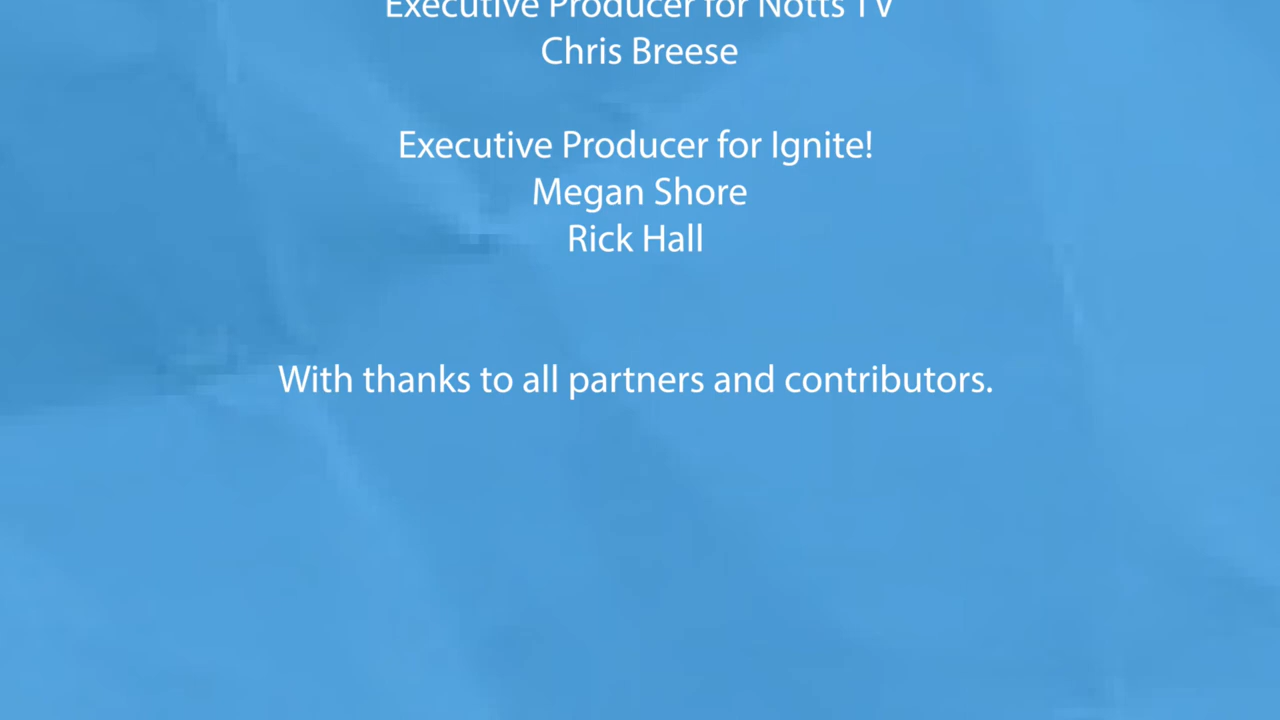 Executive Producer for Notts TV
Chris Breese
Executive Producer for Ignite!
Megan Shore
Rick Hall
With thanks to all partners and contributors.